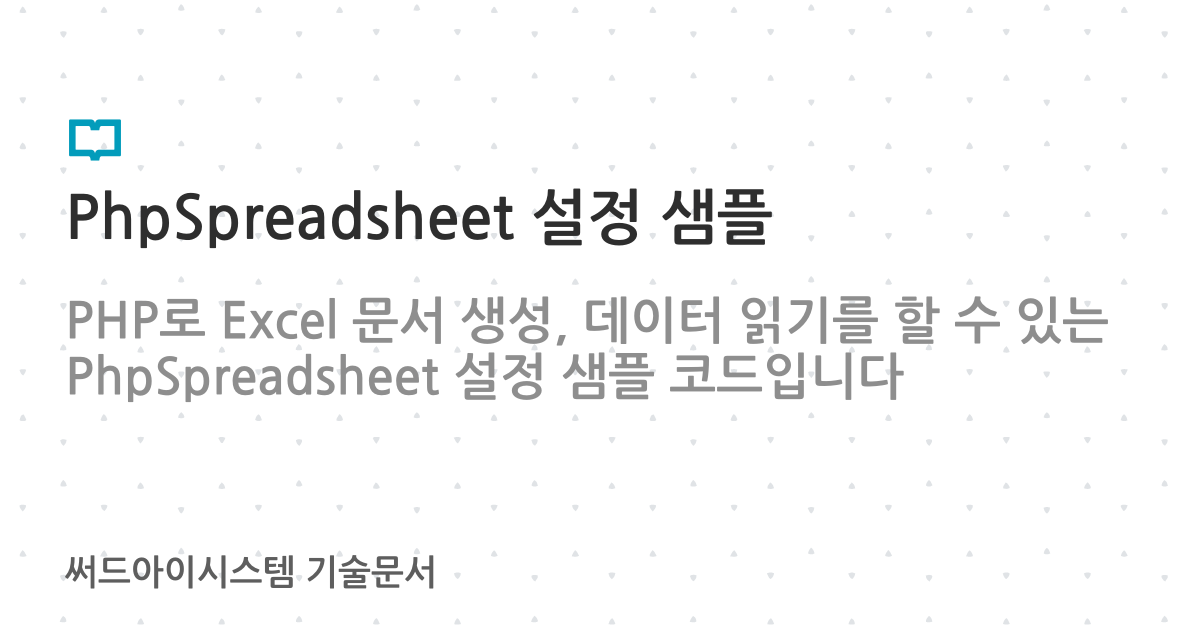 PhpSpreadsheet 설정 샘플
PHP로 Excel 문서 생성, 데이터 읽기를 할 수 있는
PhpSpreadsheet 설정 샘플 코드입니다
써드아이시스템 기술문서